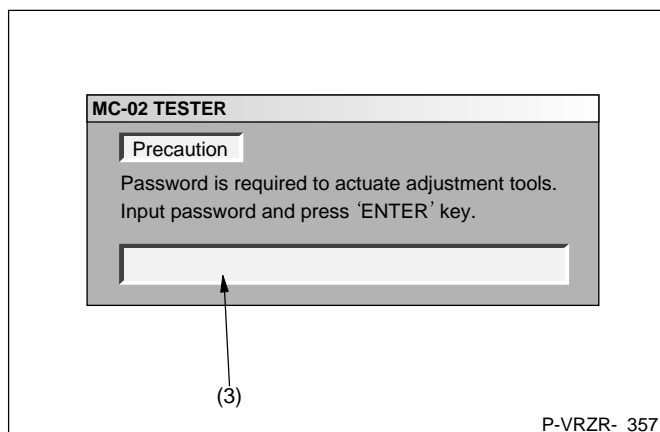 MC-02 TESTER
Precaution
Password is required to actuate adjustment tools.
Input password and press ‘ENTER’ key.
(3)
P-VRZR- 357